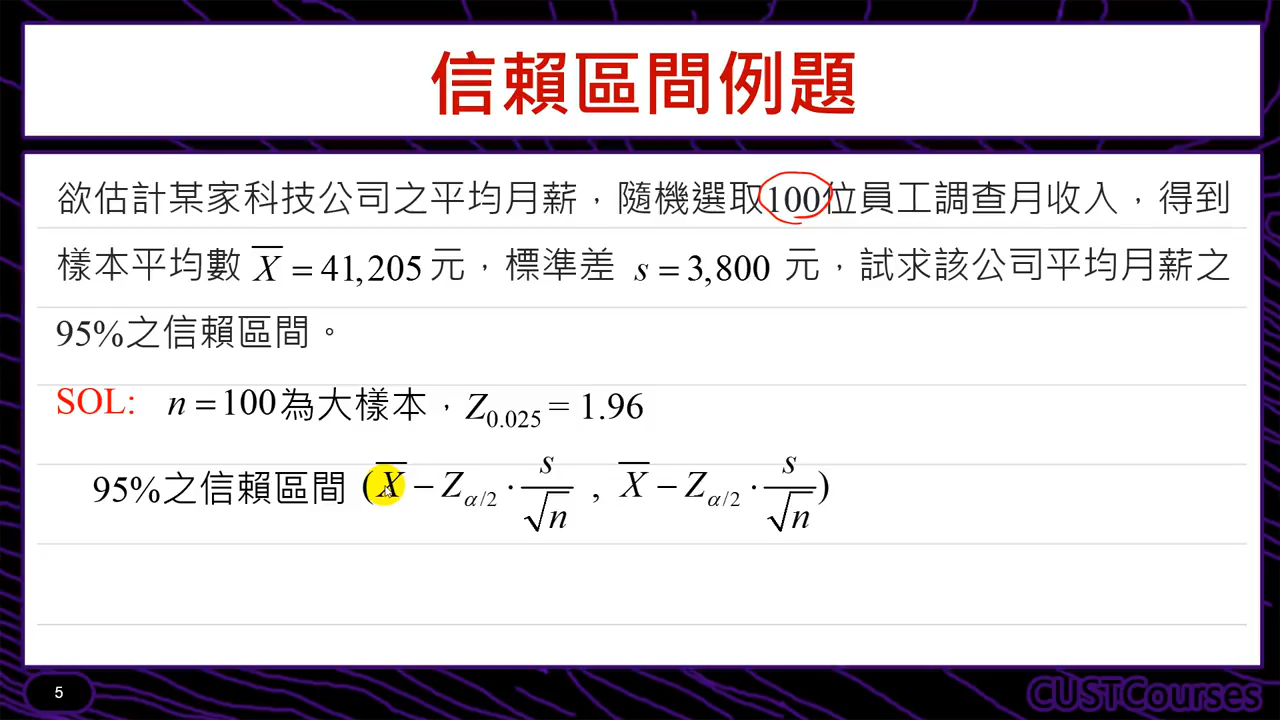 信賴區間例題
欲估計某家科技公司之平均月薪，隨機選取100位員工調查月收入，得到
樣本平均數 X̄ = 41,205 元，標準差 s = 3,800 元，試求該公司平均月薪之
95%之信賴區間。
SOL: n = 100為大樣本，Z₀.₀₂₅ = 1.96
95%之信賴區間 (X̄ − Z_{α/2} · s/√n , X̄ − Z_{α/2} · s/√n)
5
CUSTCourses